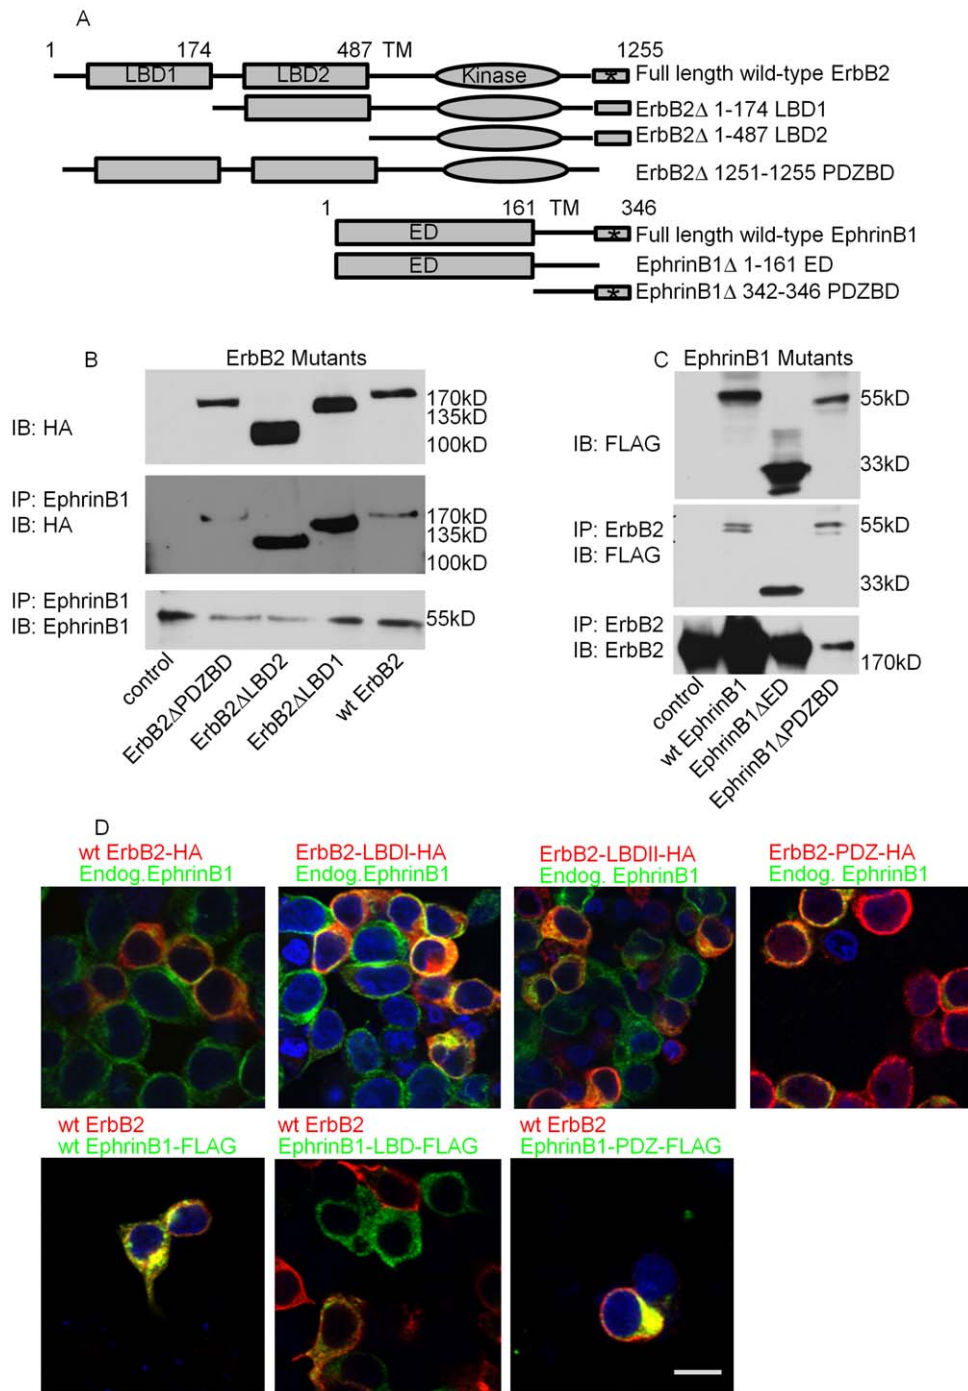 A
1 174 487 TM 1255
LBD1 LBD2 Kinase * Full length wild-type ErbB2
ErbB2Δ 1-174 LBD1
ErbB2Δ 1-487 LBD2
ErbB2Δ 1251-1255 PDZBD
1 161 TM 346
ED * Full length wild-type EphrinB1
ED EphrinB1Δ 1-161 ED
* EphrinB1Δ 342-346 PDZBD
B ErbB2 Mutants
IB: HA
170kD
135kD
100kD
IP: EphrinB1
IB: HA
170kD
135kD
100kD
IP: EphrinB1
IB: EphrinB1
55kD
control
ErbB2ΔPDZBD
ErbB2ΔLBD2
ErbB2ΔLBD1
wt ErbB2
C EphrinB1 Mutants
IB: FLAG
55kD
33kD
IP: ErbB2
IB: FLAG
55kD
33kD
IP: ErbB2
IB: ErbB2
170kD
control
wt EphrinB1
EphrinB1ΔED
EphrinB1ΔPDZBD
D
wt ErbB2-HA
Endog.EphrinB1
ErbB2-LBDI-HA
Endog.EphrinB1
ErbB2-LBDII-HA
Endog. EphrinB1
ErbB2-PDZ-HA
Endog. EphrinB1
wt ErbB2
wt EphrinB1-FLAG
wt ErbB2
EphrinB1-LBD-FLAG
wt ErbB2
EphrinB1-PDZ-FLAG